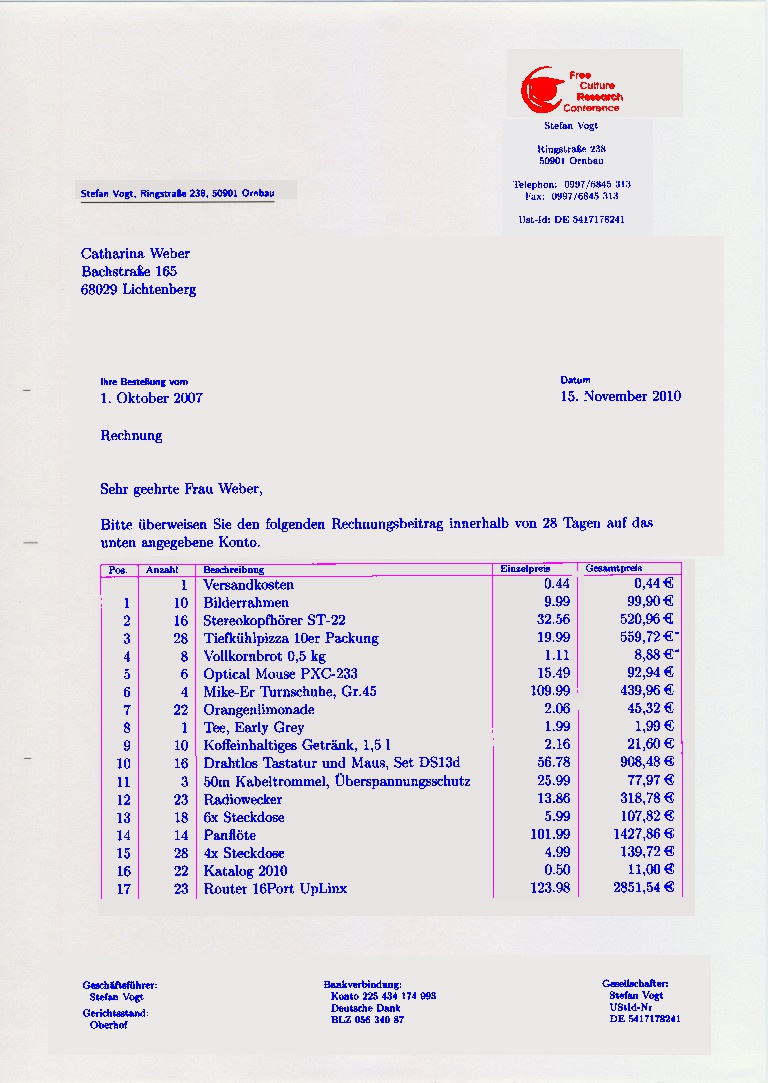 Free
Culture
Research
Conference
Stefan Vogt
Ringstraße 238
50901 Ornbau
Telephon: 0997/6845 313
Fax: 0997/6845 313
Ust-Id: DE 5417178241
Stefan Vogt, Ringstraße 238, 50901 Ornbau
Catharina Weber
Bachstraße 165
68029 Lichtenberg
Ihre Bestellung vom Datum
1. Oktober 2007 15. November 2010
Rechnung
Sehr geehrte Frau Weber,
Bitte überweisen Sie den folgenden Rechnungsbeitrag innerhalb von 28 Tagen auf das
unten angegebene Konto.
Pos. Anzahl Beschreibung Einzelpreis Gesamtpreis
1 Versandkosten 0.44 0,44 €
1 10 Bilderrahmen 9.99 99,90 €
2 16 Stereokopfhörer ST-22 32.56 520,96 €
3 28 Tiefkühlpizza 10er Packung 19.99 559,72 €
4 8 Vollkornbrot 0,5 kg 1.11 8,88 €
5 6 Optical Mouse PXC-233 15.49 92,94 €
6 4 Mike-Er Turnschuhe, Gr.45 109.99 439,96 €
7 22 Orangenlimonade 2.06 45,32 €
8 1 Tee, Early Grey 1.99 1,99 €
9 10 Koffeinhaltiges Getränk, 1,5 l 2.16 21,60 €
10 16 Drahtlos Tastatur und Maus, Set DS13d 56.78 908,48 €
11 3 50m Kabeltrommel, Überspannungsschutz 25.99 77,97 €
12 23 Radiowecker 13.86 318,78 €
13 18 6x Steckdose 5.99 107,82 €
14 14 Panflöte 101.99 1427,86 €
15 28 4x Steckdose 4.99 139,72 €
16 22 Katalog 2010 0.50 11,00 €
17 23 Router 16Port UpLinx 123.98 2851,54 €
Geschäftsführer:
Stefan Vogt
Gerichtsstand:
Oberhof
Bankverbindung:
Konto 225 434 174 993
Deutsche Dank
BLZ 056 340 87
Gesellschafter:
Stefan Vogt
UStId-Nr
DE 5417178241